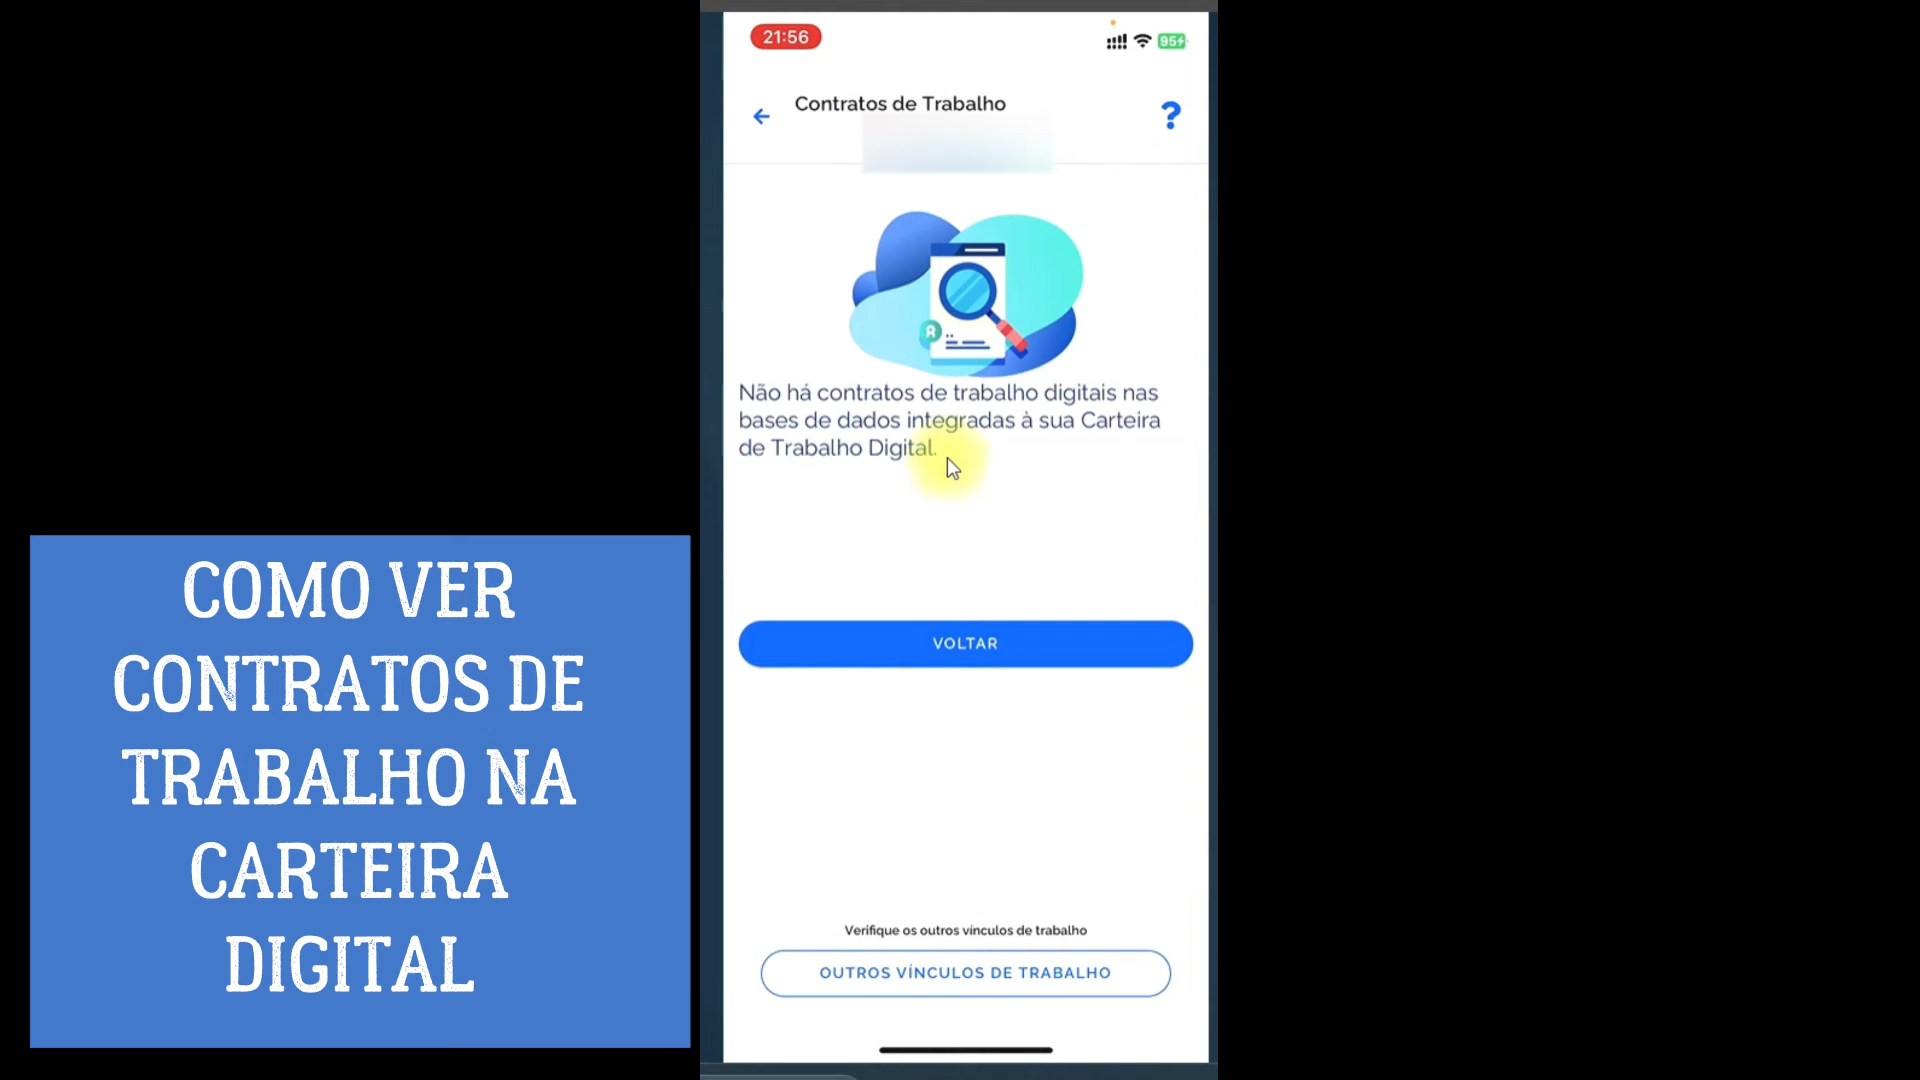 21:56
95
Contratos de Trabalho
?
Não há contratos de trabalho digitais nas
bases de dados integradas à sua Carteira
de Trabalho Digital.
VOLTAR
Verifique os outros vínculos de trabalho
OUTROS VÍNCULOS DE TRABALHO
COMO VER
CONTRATOS DE
TRABALHO NA
CARTEIRA
DIGITAL